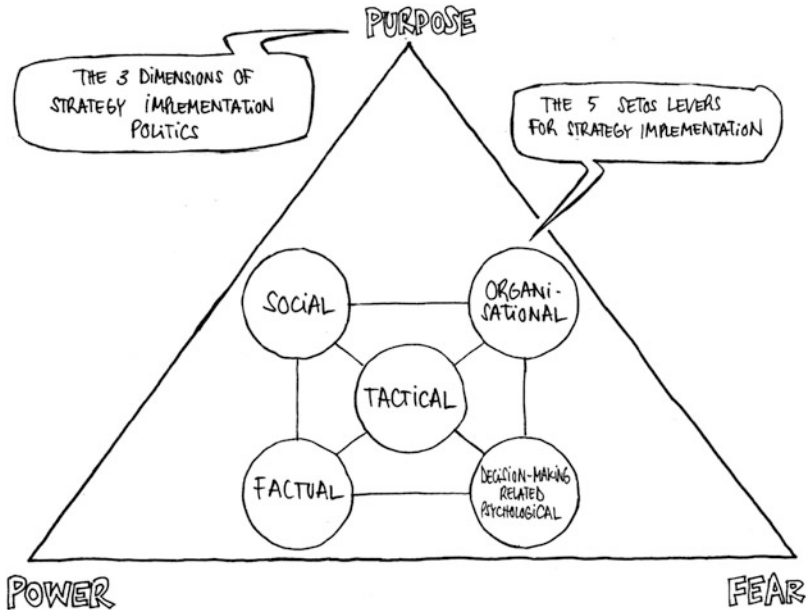 PURPOSE
THE 3 DIMENSIONS OF
STRATEGY IMPLEMENTATION
POLITICS
THE 5 SETOS LEVERS
FOR STRATEGY IMPLEMENTATION
SOCIAL
ORGANI-
SATIONAL
TACTICAL
FACTUAL
DECISION-MAKING
RELATED
PSYCHOLOGICAL
POWER
FEAR